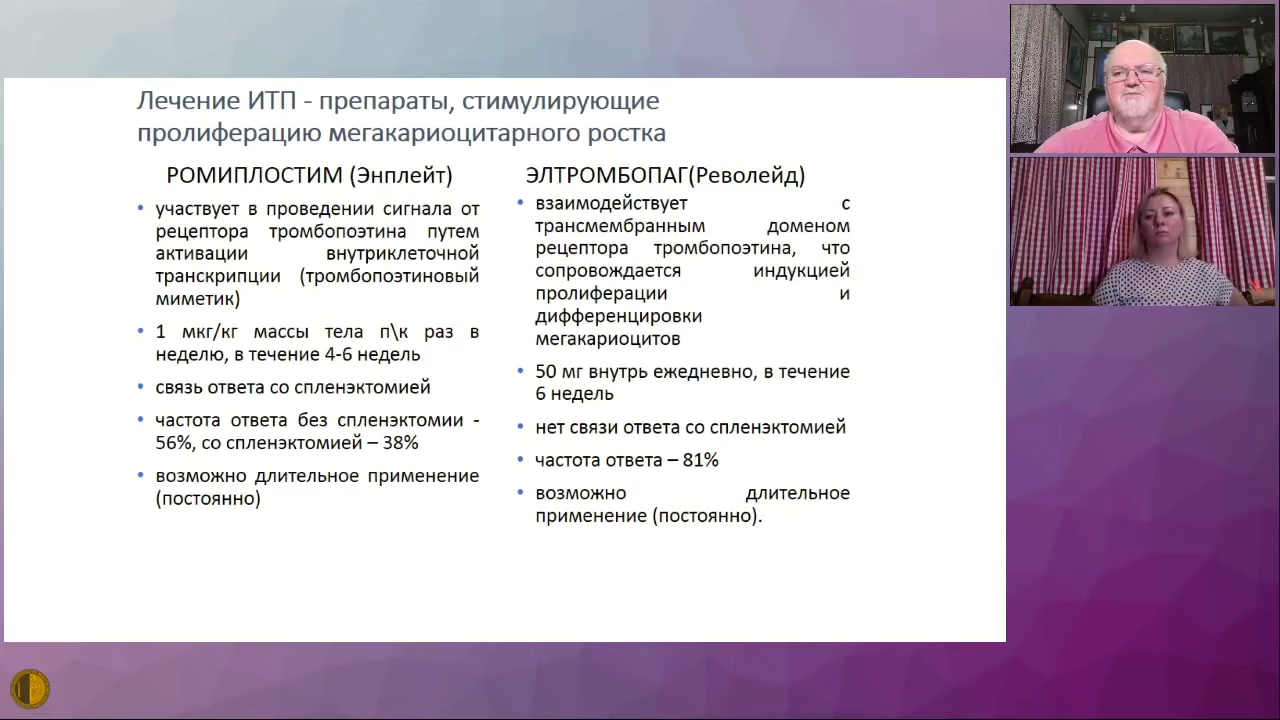 Лечение ИТП - препараты, стимулирующие
пролиферацию мегакариоцитарного ростка
РОМИПЛОСТИМ (Энплейт)
• участвует в проведении сигнала от
рецептора тромбопоэтина путем
активации внутриклеточной
транскрипции (тромбопоэтиновый
миметик)
• 1 мкг/кг массы тела п\к раз в
неделю, в течение 4-6 недель
• связь ответа со спленэктомией
• частота ответа без спленэктомии -
56%, со спленэктомией – 38%
• возможно длительное применение
(постоянно)
ЭЛТРОМБОПАГ(Револейд)
• взаимодействует с
трансмембранным доменом
рецептора тромбопоэтина, что
сопровождается индукцией
пролиферации и
дифференцировки
мегакариоцитов
• 50 мг внутрь ежедневно, в течение
6 недель
• нет связи ответа со спленэктомией
• частота ответа – 81%
• возможно длительное
применение (постоянно).